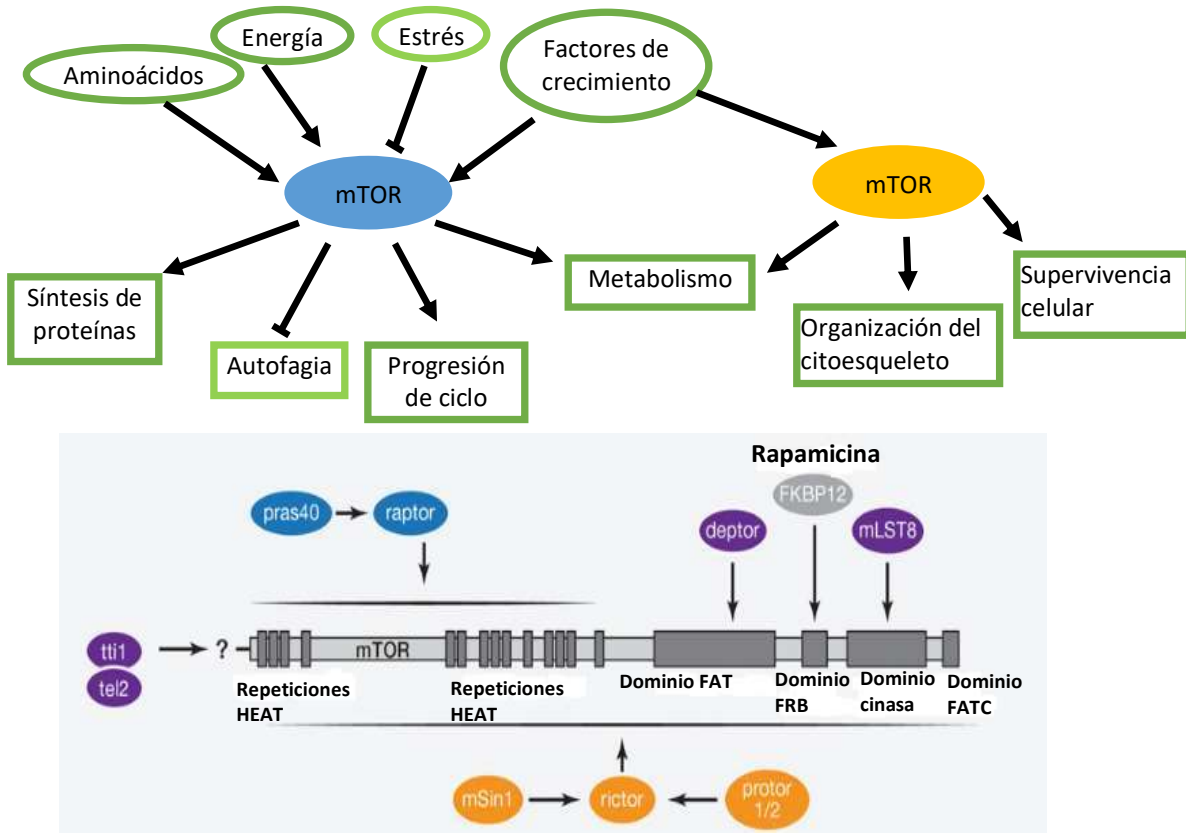 Energía
Estrés
Factores de
crecimiento
Aminoácidos
mTOR
mTOR
Síntesis de
proteínas
Autofagia
Progresión
de ciclo
Metabolismo
Organización del
citoesqueleto
Supervivencia
celular
Rapamicina
FKBP12
pras40
raptor
deptor
mLST8
tti1
tel2
?
mTOR
Repeticiones
HEAT
Repeticiones
HEAT
Dominio FAT
Dominio
FRB
Dominio
cinasa
Dominio
FATC
mSin1
rictor
protor
1/2